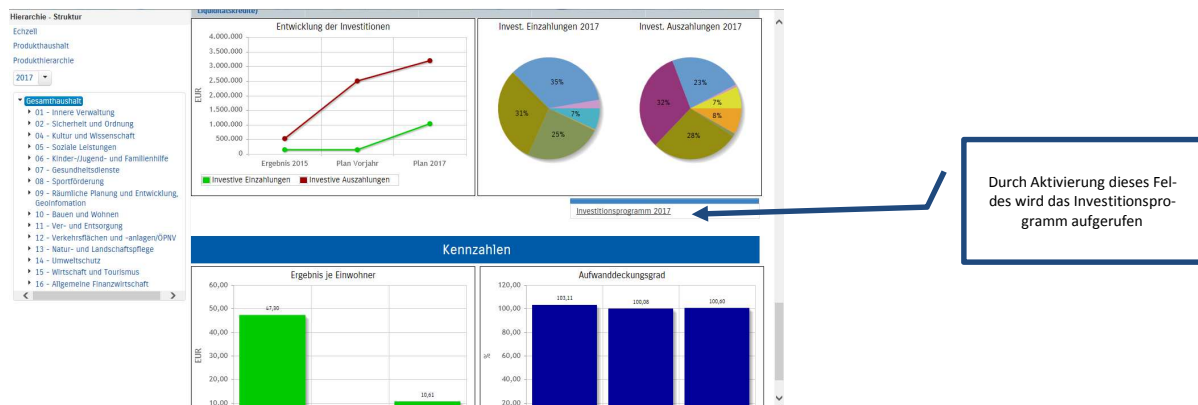 Liquiditätskredite)
Hierarchie - Struktur
Echzell
Produkthaushalt
Produkthierarchie
2017
Gesamthaushalt
01 - Innere Verwaltung
02 - Sicherheit und Ordnung
04 - Kultur und Wissenschaft
05 - Soziale Leistungen
06 - Kinder-/Jugend- und Familienhilfe
07 - Gesundheitsdienste
08 - Sportförderung
09 - Räumliche Planung und Entwicklung,
Geoinfomation
10 - Bauen und Wohnen
11 - Ver- und Entsorgung
12 - Verkehrsflächen und -anlagen/ÖPNV
13 - Natur- und Landschaftspflege
14 - Umweltschutz
15 - Wirtschaft und Tourismus
16 - Allgemeine Finanzwirtschaft
Entwicklung der Investitionen
4.000.000
3.500.000
3.000.000
2.500.000
2.000.000
1.500.000
1.000.000
500.000
0
EUR
Ergebnis 2015 Plan Vorjahr Plan 2017
Investive Einzahlungen Investive Auszahlungen
Invest. Einzahlungen 2017
35%
7%
25%
31%
Invest. Auszahlungen 2017
23%
7%
8%
28%
32%
Investitionsprogramm 2017
Durch Aktivierung dieses Fel-
des wird das Investitionspro-
gramm aufgerufen
Kennzahlen
Ergebnis je Einwohner
60,00
50,00
40,00
30,00
20,00
10,00
EUR
47,30
10,61
Aufwanddeckungsgrad
120,00
100,00
80,00
60,00
40,00
20,00
%
103,11
100,08
100,60